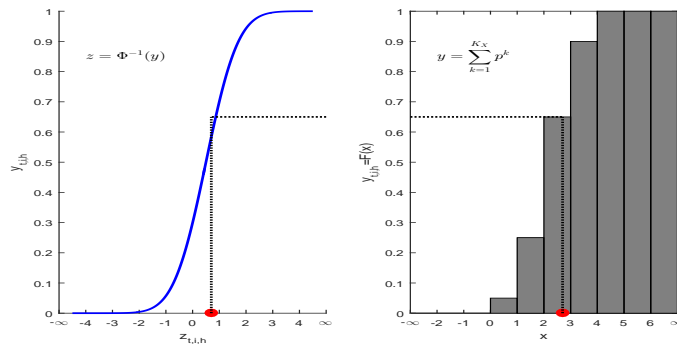 1
0.9
0.8
0.7
0.6
0.5
0.4
0.3
0.2
0.1
0
z = Φ⁻¹(y)
y_{t,i,h}
-∞ -4 -3 -2 -1 0 1 2 3 4 ∞
z_{t,i,h}
1
0.9
0.8
0.7
0.6
0.5
0.4
0.3
0.2
0.1
0
y = \sum_{k=1}^{K_X} p^k
y_{t,i,h}=F(x)
-∞ -2 -1 0 1 2 3 4 5 6 ∞
x